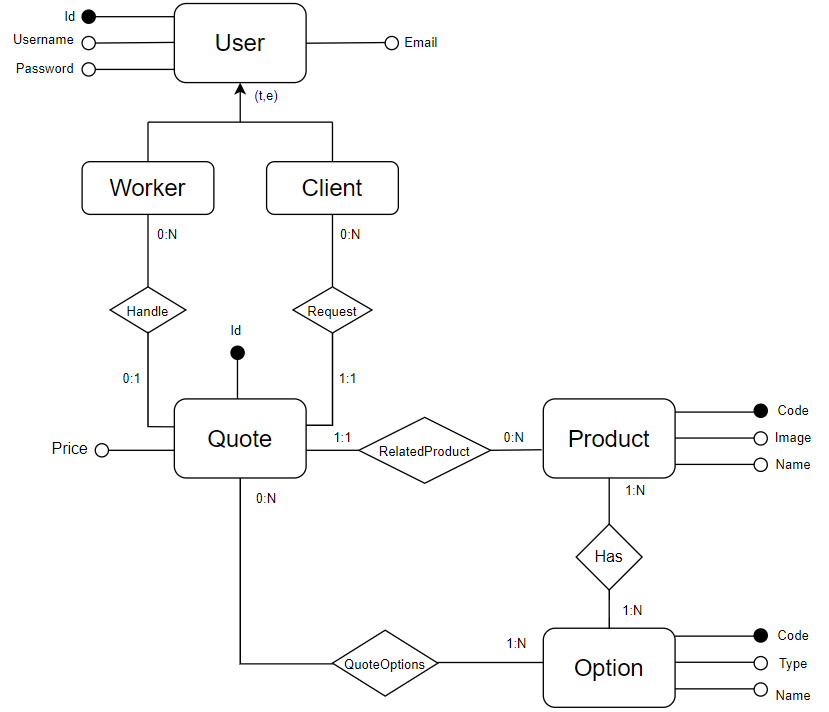 Id
Username
Password
User
Email
(t,e)
Worker
Client
0:N
0:N
Handle
Request
Id
0:1
1:1
Price
Quote
1:1
RelatedProduct
0:N
Product
Code
Image
Name
0:N
1:N
Has
1:N
QuoteOptions
1:N
Option
Code
Type
Name